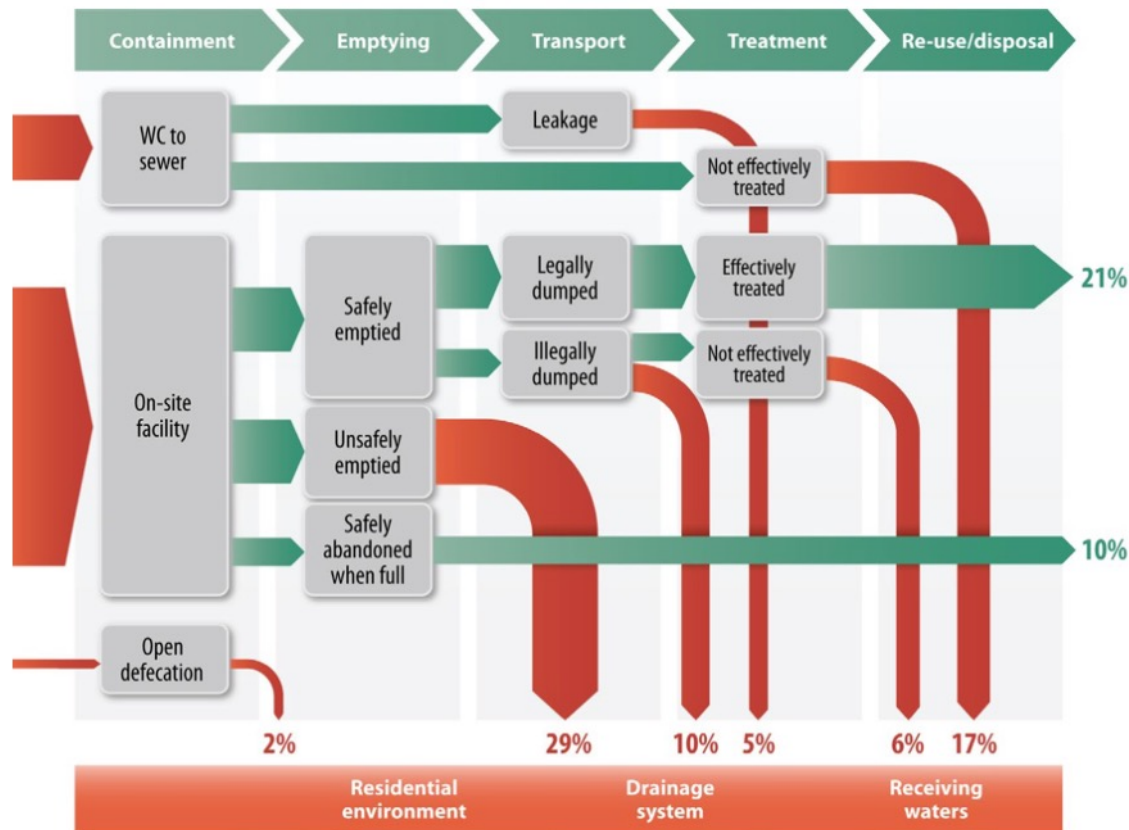 Containment
Emptying
Transport
Treatment
Re-use/disposal
WC to
sewer
Leakage
Not effectively
treated
On-site
facility
Safely
emptied
Legally
dumped
Effectively
treated
21%
Illegally
dumped
Not effectively
treated
Unsafely
emptied
Safely
abandoned
when full
10%
Open
defecation
2%
29%
10%
5%
6%
17%
Residential
environment
Drainage
system
Receiving
waters